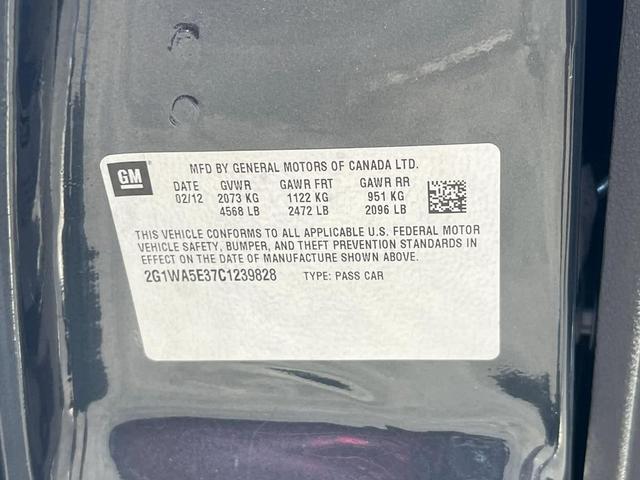 GM
MFD BY GENERAL MOTORS OF CANADA LTD.
DATE GVWR GAWR FRT GAWR RR
02/12 2073 KG 1122 KG 951 KG
4568 LB 2472 LB 2096 LB
THIS VEHICLE CONFORMS TO ALL APPLICABLE U.S. FEDERAL MOTOR
VEHICLE SAFETY, BUMPER, AND THEFT PREVENTION STANDARDS IN
EFFECT ON THE DATE OF MANUFACTURE SHOWN ABOVE.
2G1WA5E37C1239828 TYPE: PASS CAR